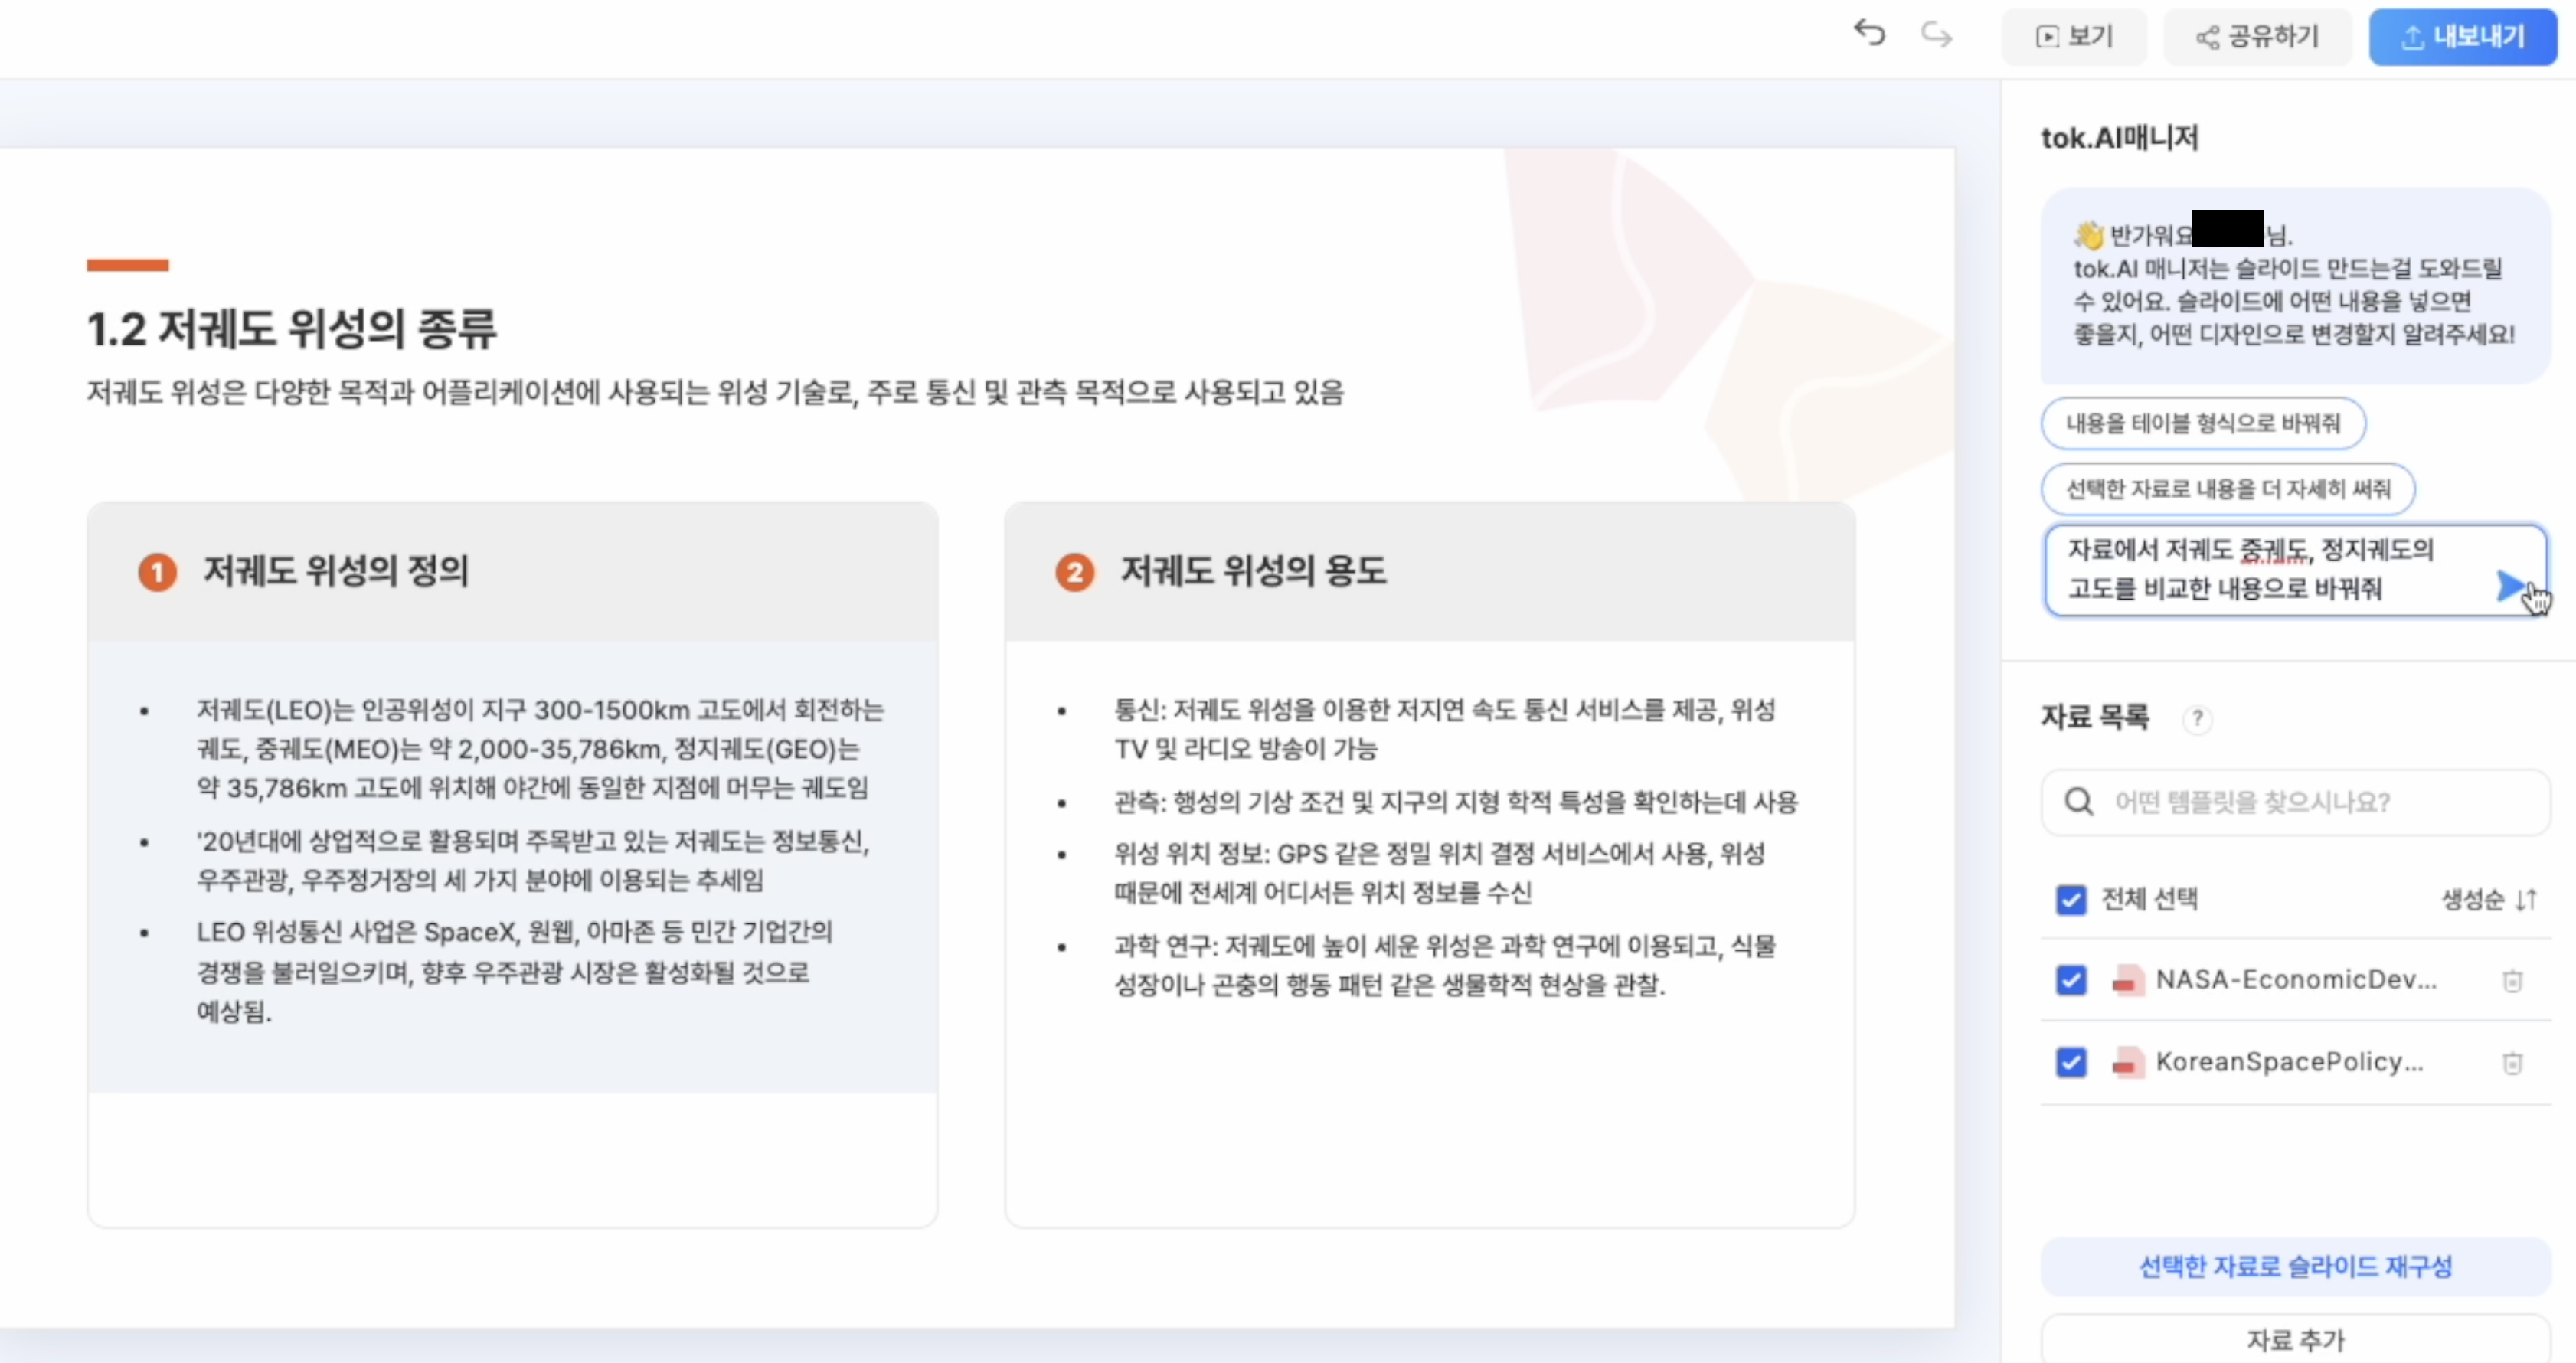 보기
공유하기
내보내기
1.2 저궤도 위성의 종류
저궤도 위성은 다양한 목적과 어플리케이션에 사용되는 위성 기술로, 주로 통신 및 관측 목적으로 사용되고 있음
1 저궤도 위성의 정의
• 저궤도(LEO)는 인공위성이 지구 300-1500km 고도에서 회전하는
궤도, 중궤도(MEO)는 약 2,000-35,786km, 정지궤도(GEO)는
약 35,786km 고도에 위치해 야간에 동일한 지점에 머무는 궤도임
• '20년대에 상업적으로 활용되며 주목받고 있는 저궤도는 정보통신,
우주관광, 우주정거장의 세 가지 분야에 이용되는 추세임
• LEO 위성통신 사업은 SpaceX, 원웹, 아마존 등 민간 기업간의
경쟁을 불러일으키며, 향후 우주관광 시장은 활성화될 것으로
예상됨.
2 저궤도 위성의 용도
• 통신: 저궤도 위성을 이용한 저지연 속도 통신 서비스를 제공, 위성
TV 및 라디오 방송이 가능
• 관측: 행성의 기상 조건 및 지구의 지형 학적 특성을 확인하는데 사용
• 위성 위치 정보: GPS 같은 정밀 위치 결정 서비스에서 사용, 위성
때문에 전세계 어디서든 위치 정보를 수신
• 과학 연구: 저궤도에 높이 세운 위성은 과학 연구에 이용되고, 식물
성장이나 곤충의 행동 패턴 같은 생물학적 현상을 관찰.
tok.AI매니저
👋 반가워요 님.
tok.AI 매니저는 슬라이드 만드는걸 도와드릴
수 있어요. 슬라이드에 어떤 내용을 넣으면
좋을지, 어떤 디자인으로 변경할지 알려주세요!
내용을 테이블 형식으로 바꿔줘
선택한 자료로 내용을 더 자세히 써줘
자료에서 저궤도 중궤도, 정지궤도의
고도를 비교한 내용으로 바꿔줘
자료 목록 ?
어떤 템플릿을 찾으시나요?
전체 선택 생성순
NASA-EconomicDev...
KoreanSpacePolicy...
선택한 자료로 슬라이드 재구성
자료 추가